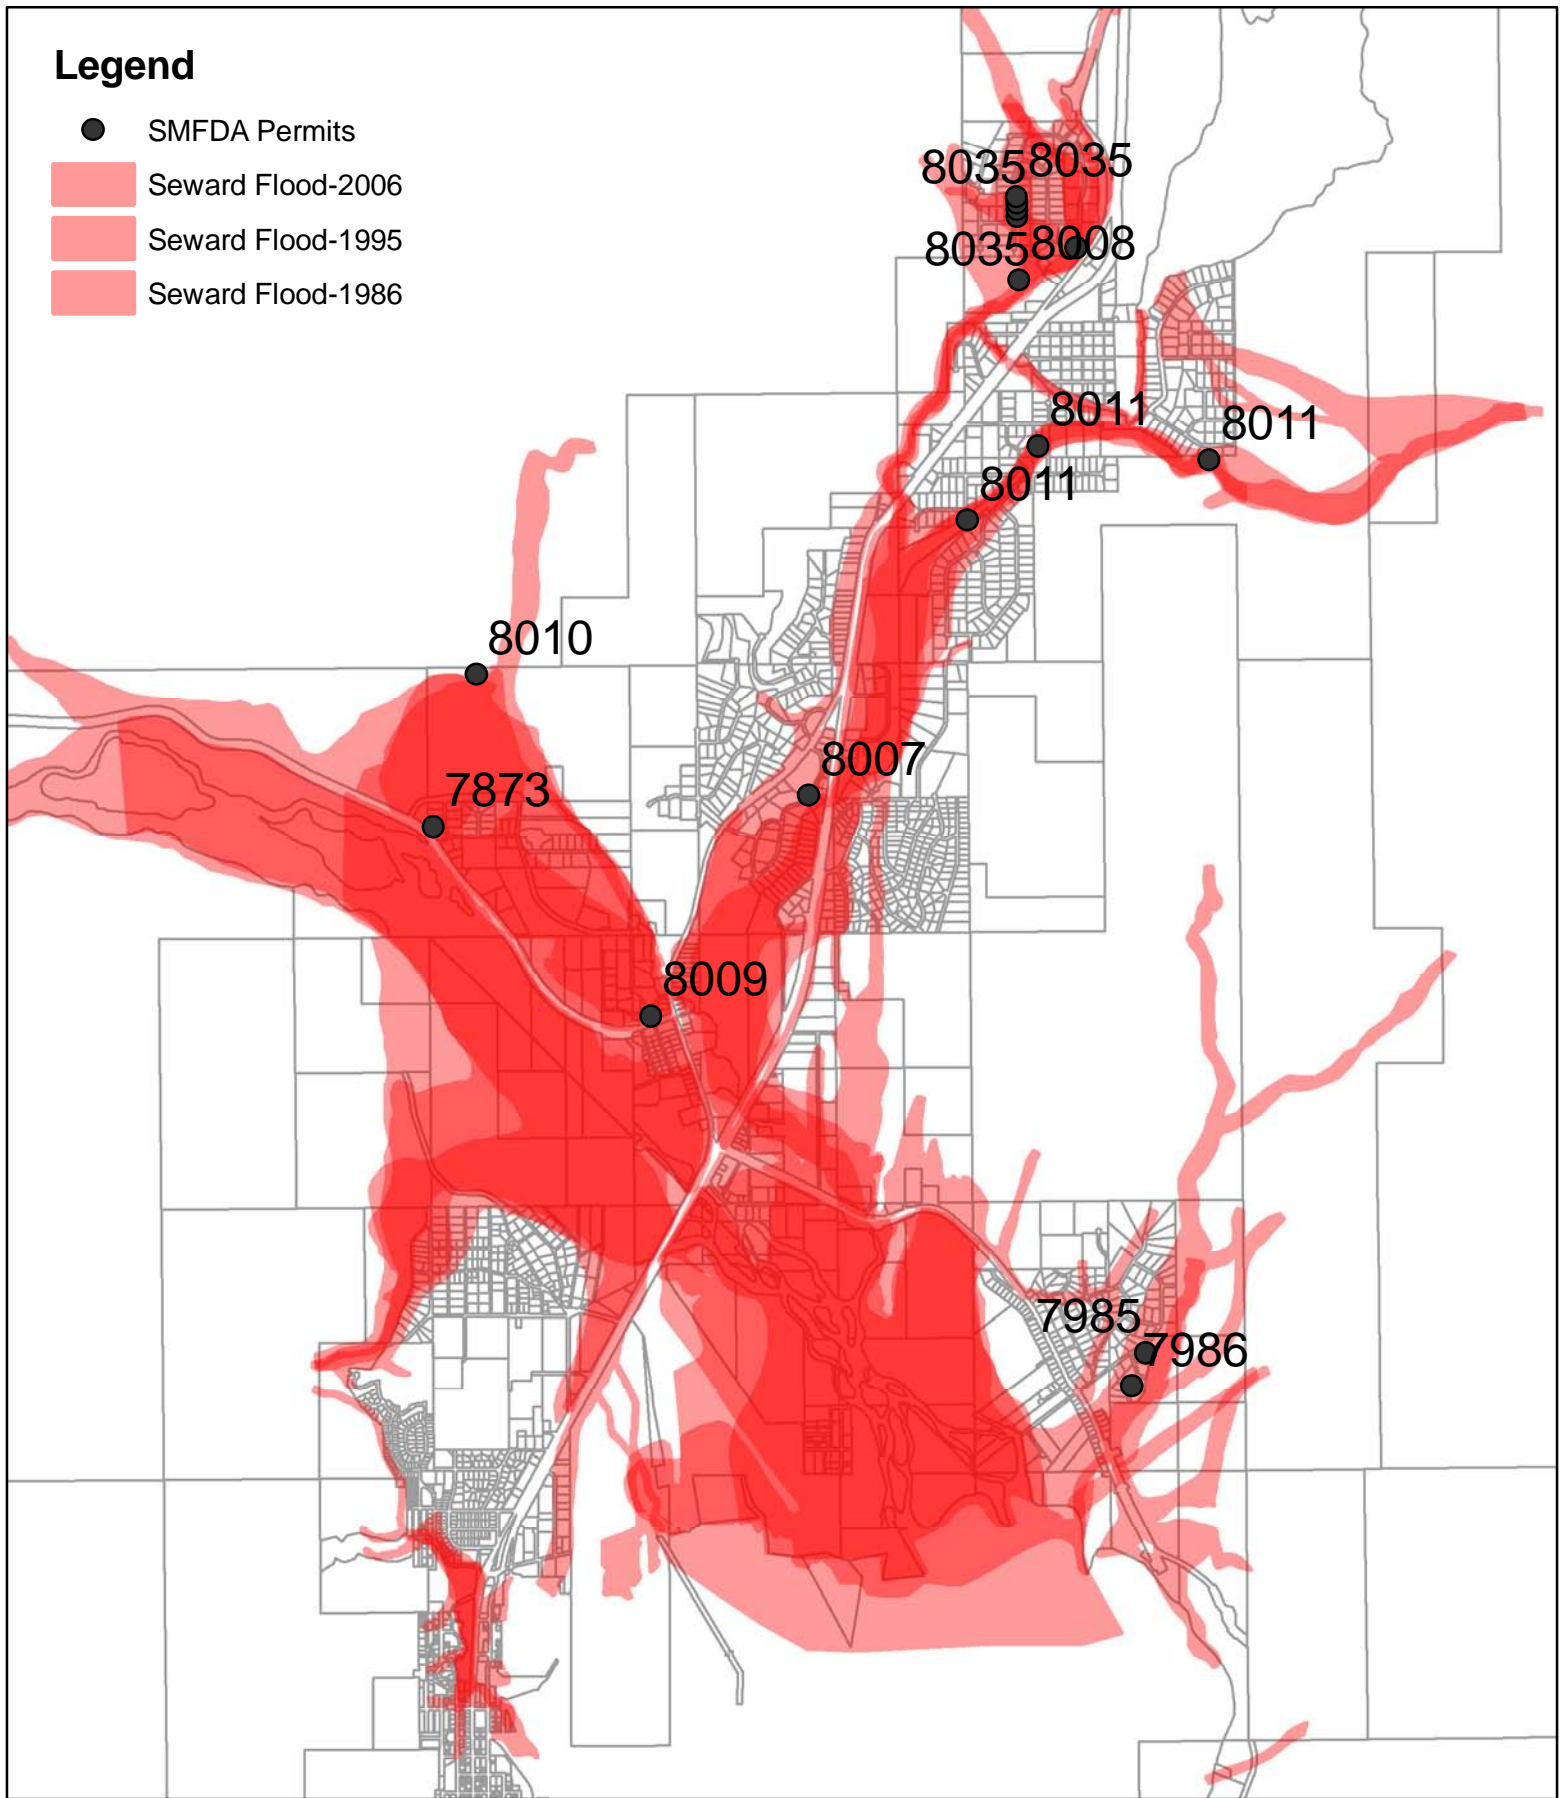 Legend
SMFDA Permits
Seward Flood-2006
Seward Flood-1995
Seward Flood-1986
8035 8035
8035 8008
8011
8011
8011
8010
8007
7873
8009
7985
7986